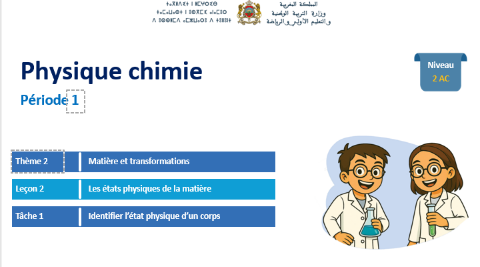 المملكة المغربية
وزارة التربية الوطنية
والتعليم الأولي والرياضة
Physique chimie
Période 1
Niveau
2 AC
Thème 2 Matière et transformations
Leçon 2 Les états physiques de la matière
Tâche 1 Identifier l’état physique d’un corps